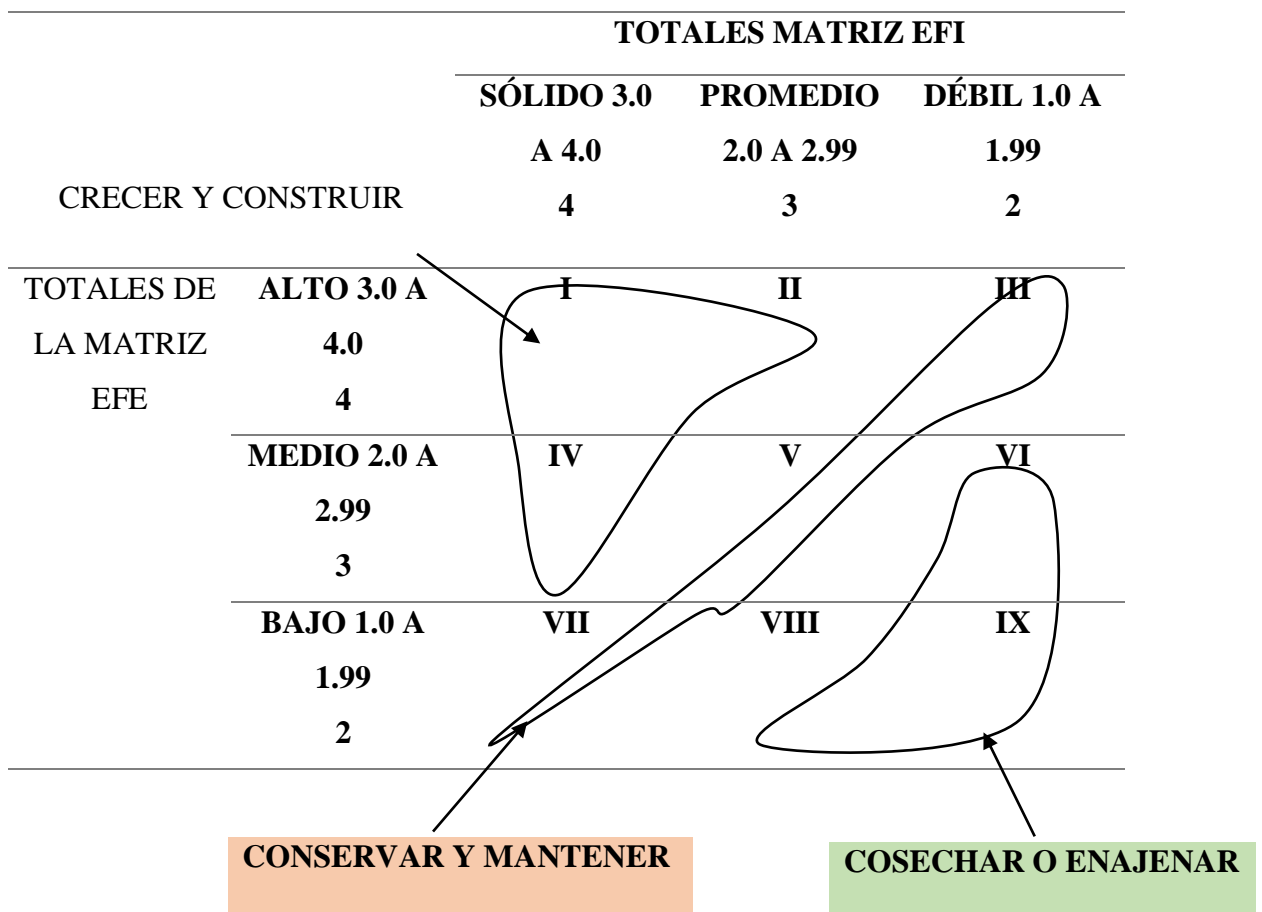 TOTALES MATRIZ EFI
SÓLIDO 3.0 PROMEDIO DÉBIL 1.0 A
A 4.0 2.0 A 2.99 1.99
CRECER Y CONSTRUIR 4 3 2
TOTALES DE ALTO 3.0 A I II III
LA MATRIZ 4.0
EFE 4
MEDIO 2.0 A IV V VI
2.99
3
BAJO 1.0 A VII VIII IX
1.99
2
CONSERVAR Y MANTENER
COSECHAR O ENAJENAR